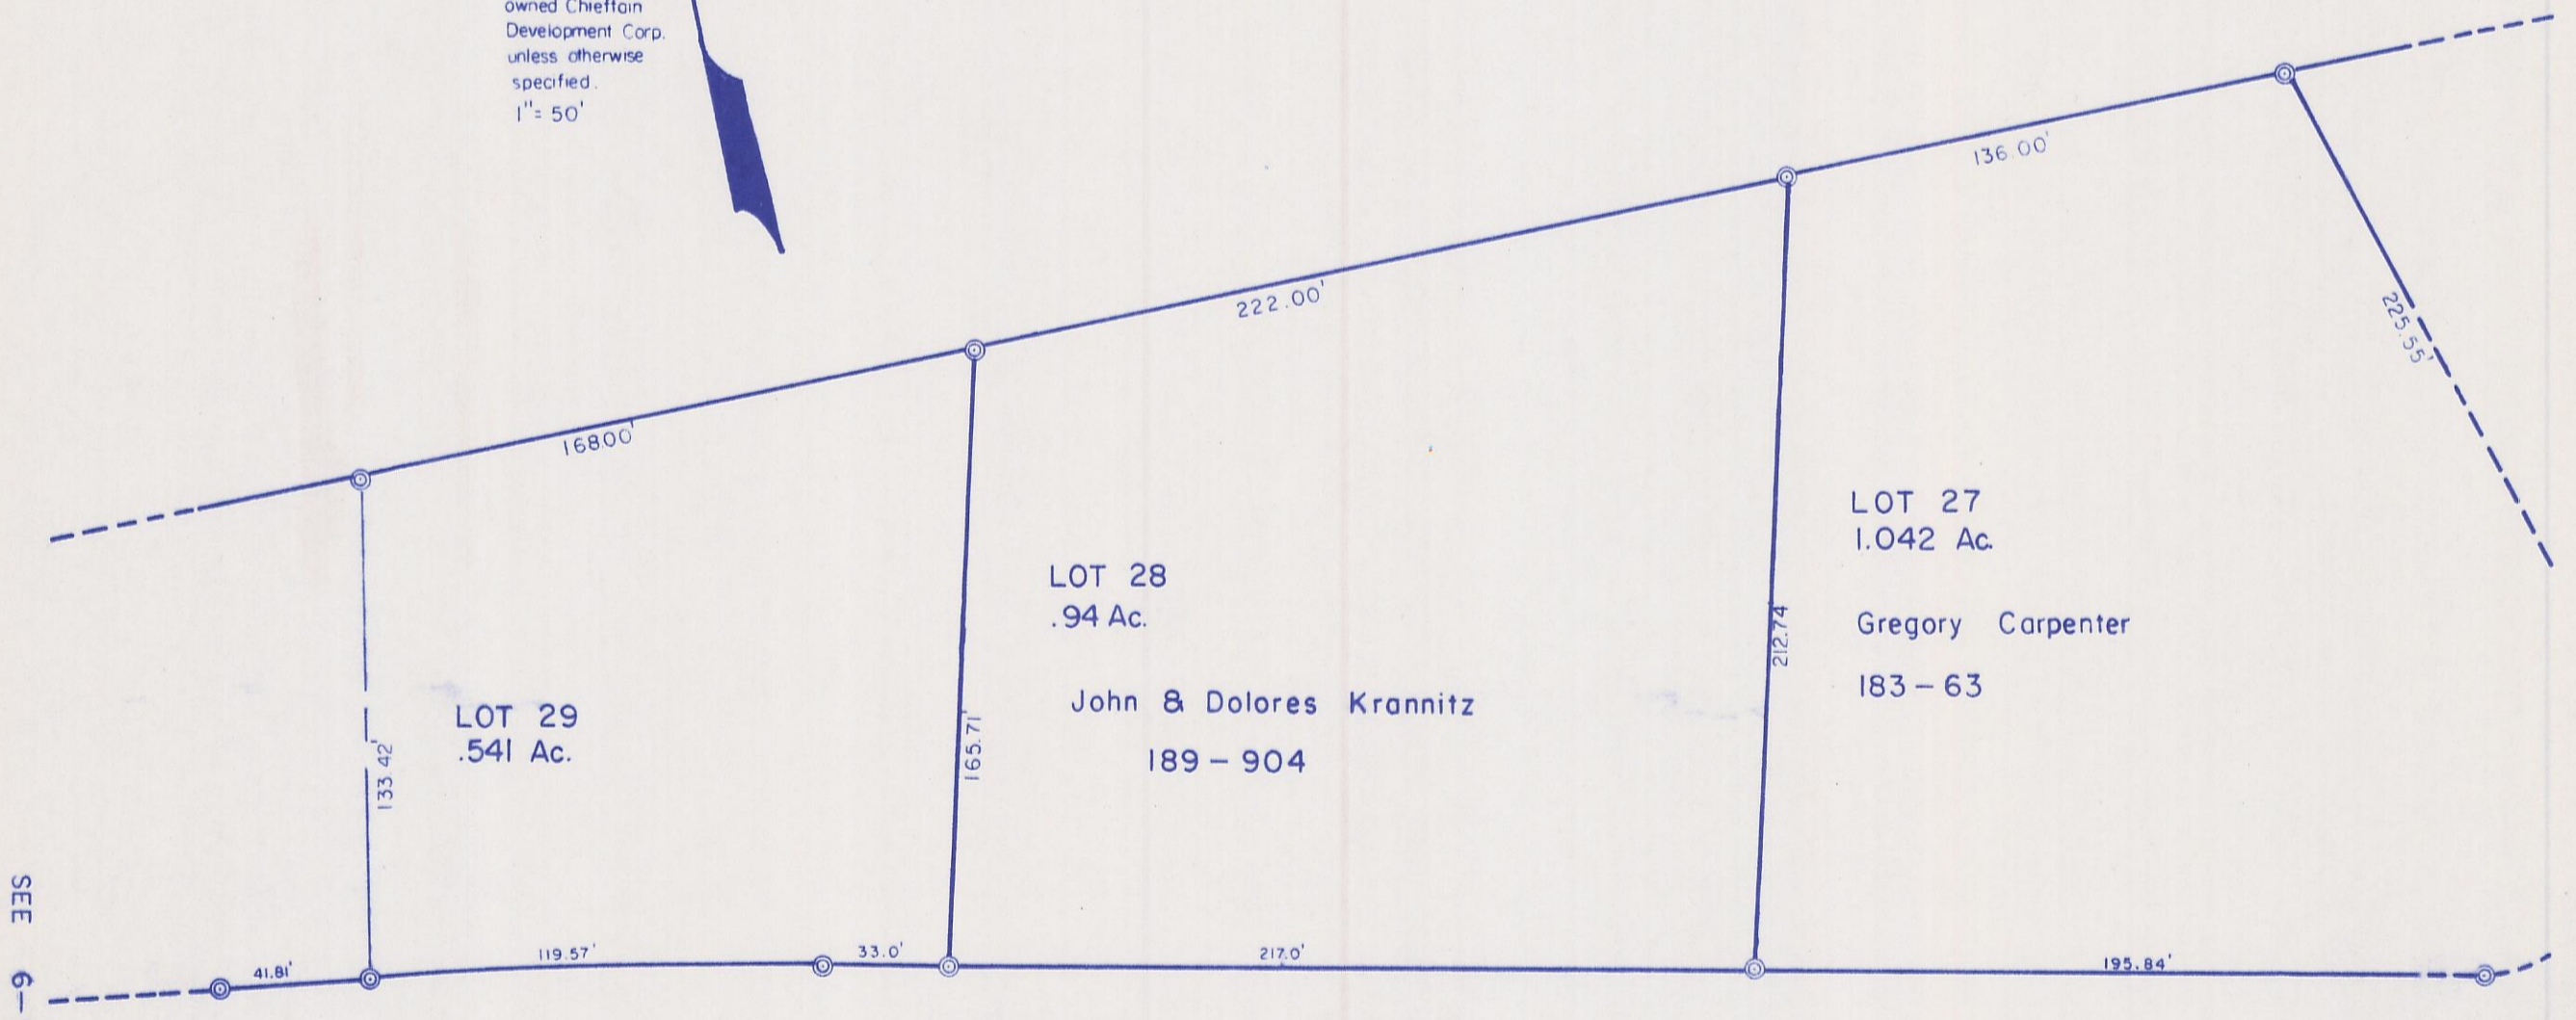 owned Chieftain
Development Corp.
unless otherwise
specified.
1"= 50'
136.00'
222.00'
225.55'
168.00'
LOT 27
1.042 Ac.
Gregory Carpenter
183-63
212.74
LOT 28
.94 Ac.
John & Dolores Krannitz
189-904
165.71'
LOT 29
.541 Ac.
133.42'
41.81'
119.57'
33.0'
217.0'
195.84'
SEE 6-